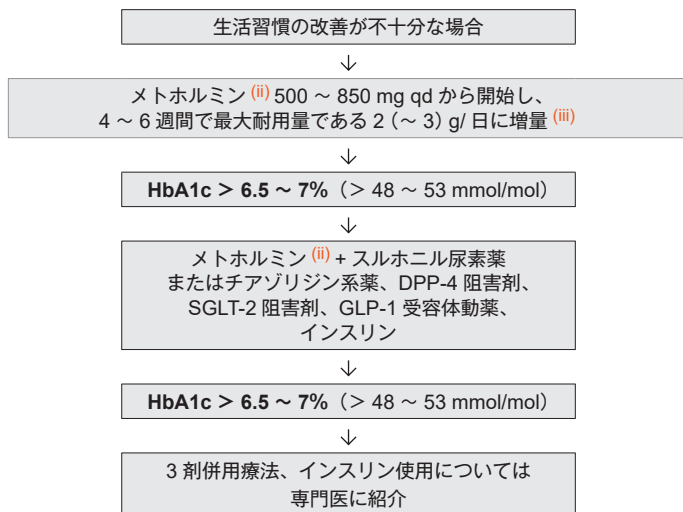 生活習慣の改善が不十分な場合
↓
メトホルミン (ii) 500 ～ 850 mg qd から開始し、
4 ～ 6 週間で最大耐用量である 2（～ 3）g/ 日に増量 (iii)
↓
HbA1c ＞ 6.5 ～ 7%（＞ 48 ～ 53 mmol/mol）
↓
メトホルミン (ii) + スルホニル尿素薬
またはチアゾリジン系薬、DPP-4 阻害剤、
SGLT-2 阻害剤、GLP-1 受容体動薬、
インスリン
↓
HbA1c ＞ 6.5 ～ 7%（＞ 48 ～ 53 mmol/mol）
↓
3 剤併用療法、インスリン使用については
専門医に紹介